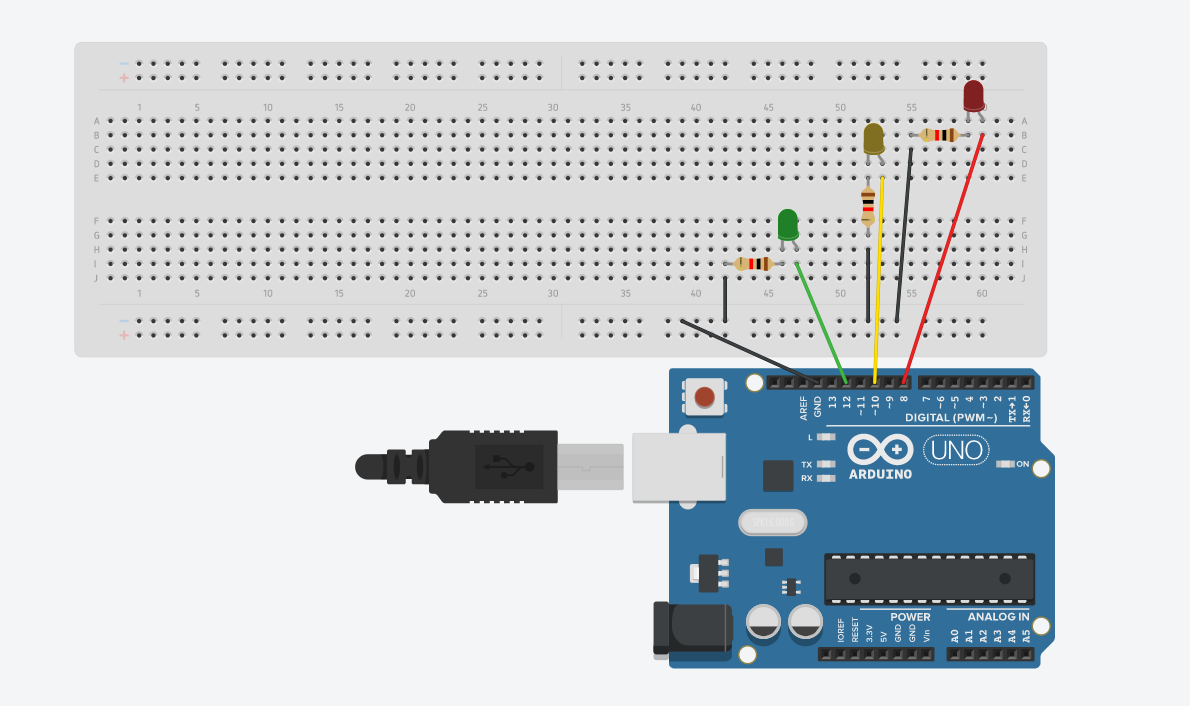 −
+
1 5 10 15 20 25 30 35 40 45 50 55 60
A A
B B
C C
D D
E E
F F
G G
H H
I I
J J
1 5 10 15 20 25 30 35 40 45 50 55 60
−
+
AREF GND 13 12 ~11 ~10 ~9 8 7 ~6 ~5 4 ~3 2 TX→1 RX←0
DIGITAL (PWM~)
L
TX
RX
UNO
ON
ARDUINO
POWER ANALOG IN
IOREF RESET 3.3V 5V GND GND Vin A0 A1 A2 A3 A4 A5